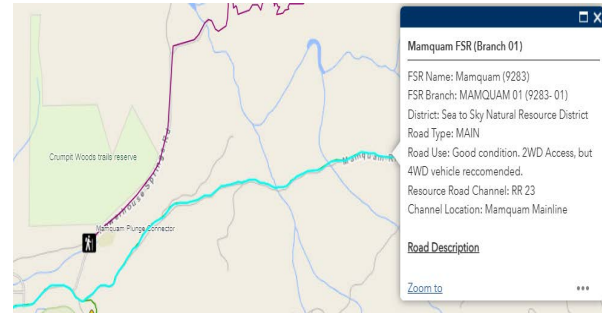 Mamquam FSR (Branch 01)
FSR Name: Mamquam (9283)
FSR Branch: MAMQUAM 01 (9283- 01)
District: Sea to Sky Natural Resource District
Road Type: MAIN
Road Use: Good condition. 2WD Access, but
4WD vehicle reccomended.
Resource Road Channel: RR 23
Channel Location: Mamquam Mainline
Road Description
Zoom to
Crumpit Woods trails reserve
Mamquam Plunge Connector
Mamquam R